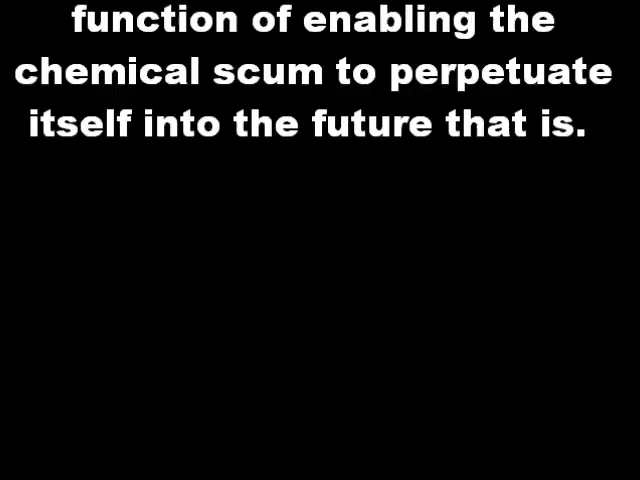 function of enabling the
chemical scum to perpetuate
itself into the future that is.